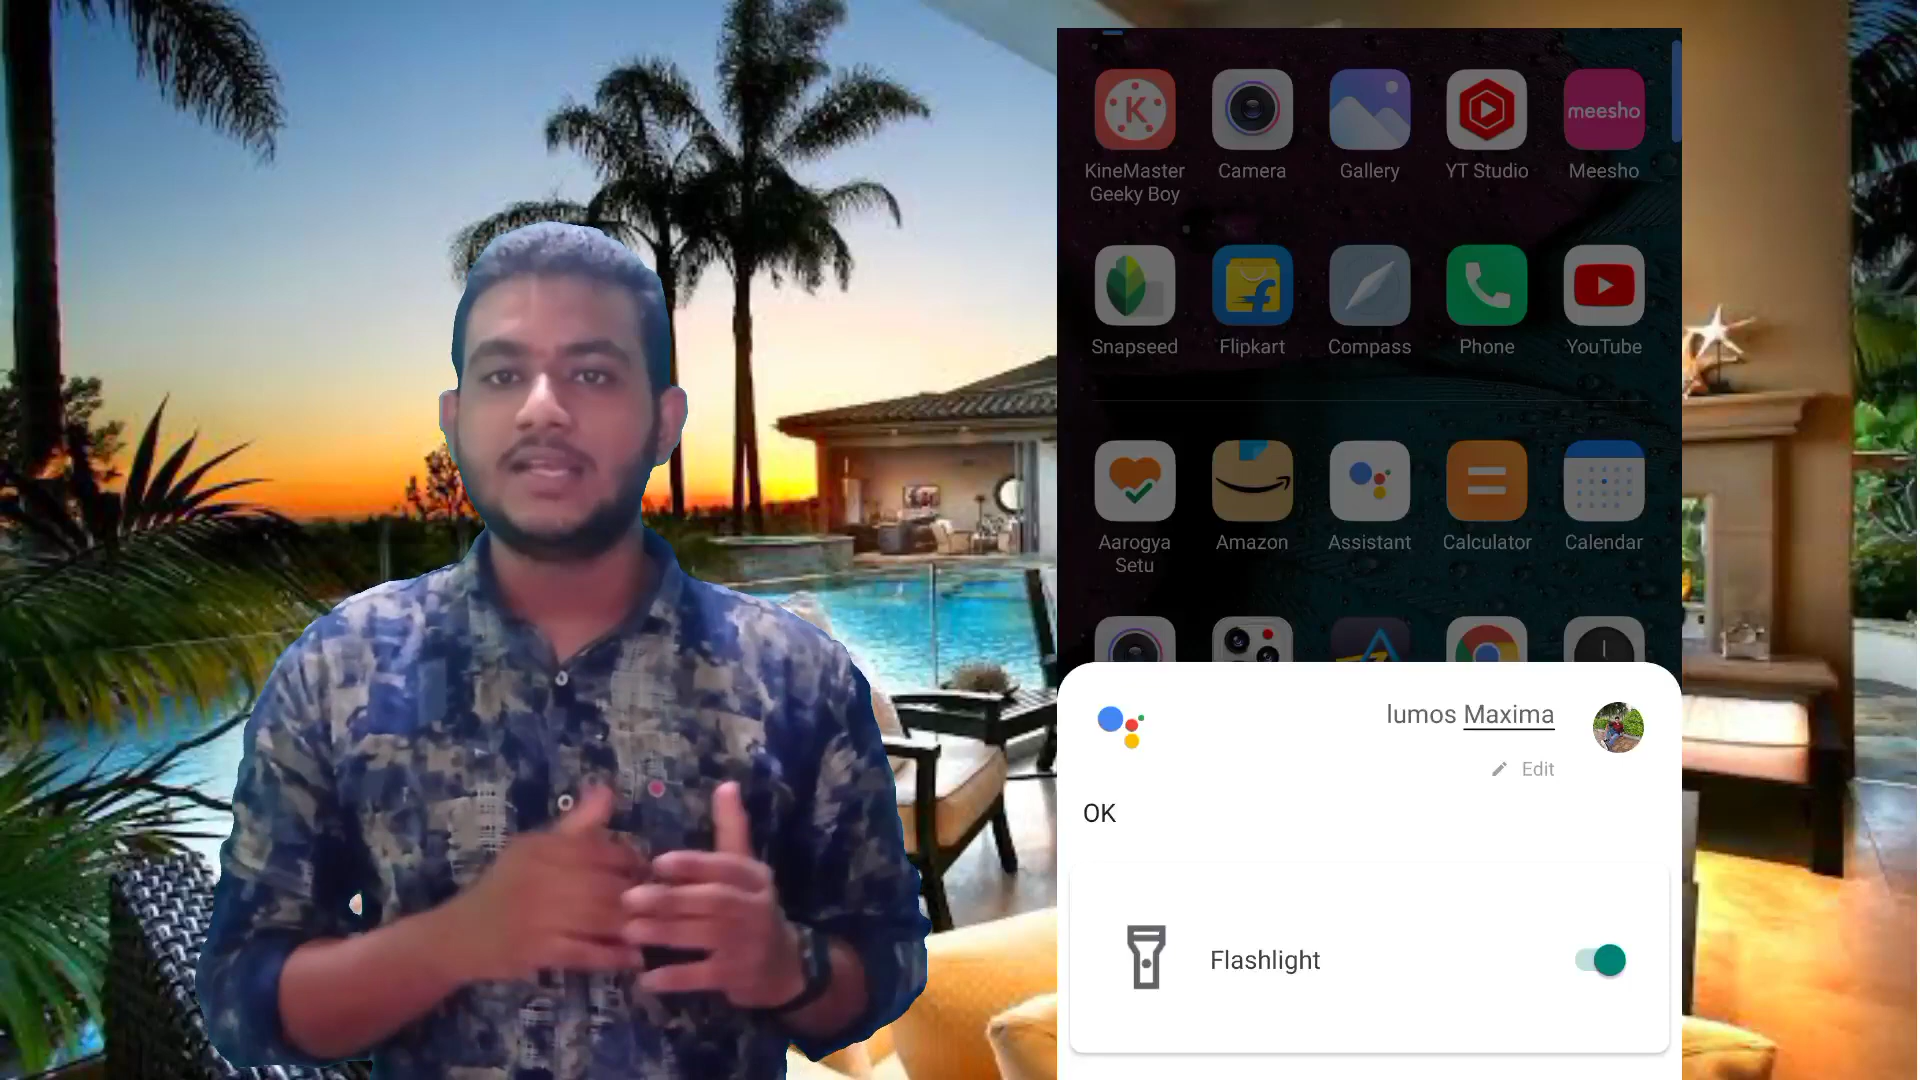 K
meesho
KineMaster
Geeky Boy
Camera
Gallery
YT Studio
Meesho
Snapseed
Flipkart
Compass
Phone
YouTube
Aarogya
Setu
Amazon
Assistant
Calculator
Calendar
lumos Maxima
Edit
OK
Flashlight